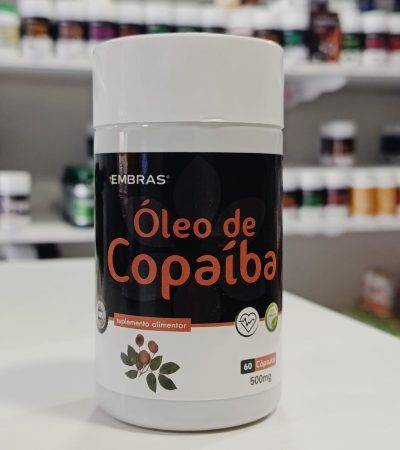 EMBRAS®
Óleo de
Copaíba
suplemento alimentar
60 Cápsulas
500mg